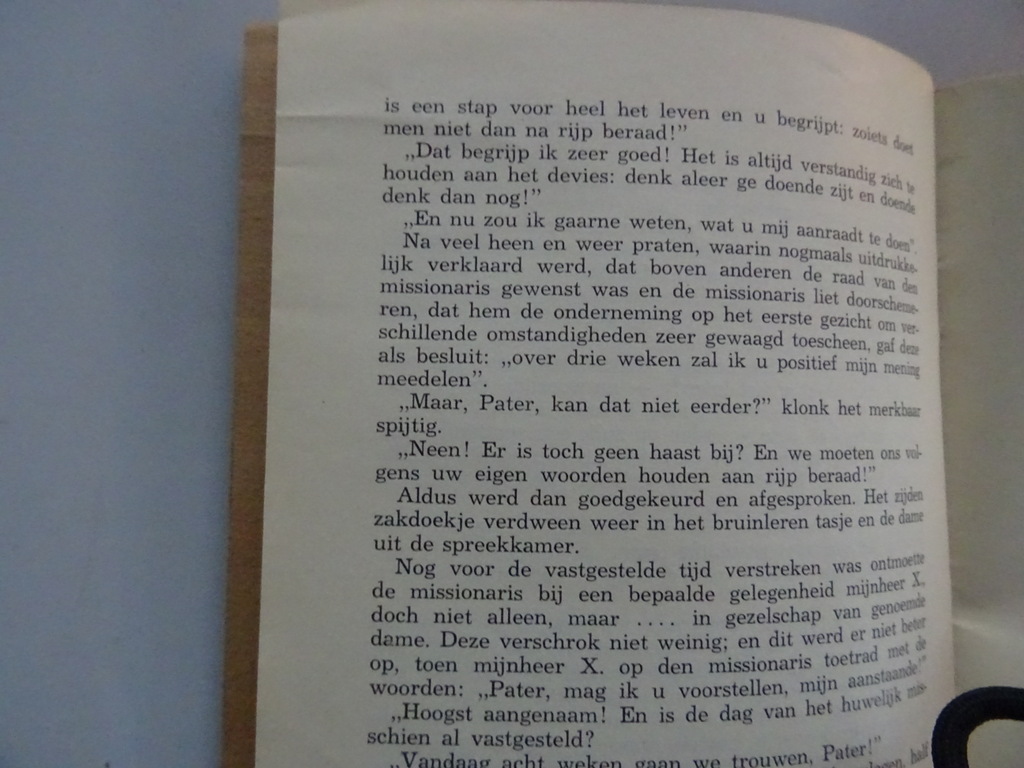 is een stap voor heel het leven en u begrijpt: zoiets doet
men niet dan na rijp beraad!”
„Dat begrijp ik zeer goed! Het is altijd verstandig zich te
houden aan het devies: denk aleer ge doende zijt en doende
denk dan nog!”
„En nu zou ik gaarne weten, wat u mij aanraadt te doen”.
Na veel heen en weer praten, waarin nogmaals uitdrukke-
lijk verklaard werd, dat boven anderen de raad van den
missionaris gewenst was en de missionaris liet doorscheme-
ren, dat hem de onderneming op het eerste gezicht om ver-
schillende omstandigheden zeer gewaagd toescheen, gaf deze
als besluit: „over drie weken zal ik u positief mijn mening
meedelen”.
„Maar, Pater, kan dat niet eerder?” klonk het merkbaar
spijtig.
„Neen! Er is toch geen haast bij? En we moeten ons vol-
gens uw eigen woorden houden aan rijp beraad!”
Aldus werd dan goedgekeurd en afgesproken. Het zijden
zakdoekje verdween weer in het bruinleren tasje en de dame
uit de spreekkamer.
Nog voor de vastgestelde tijd verstreken was ontmoette
de missionaris bij een bepaalde gelegenheid mijnheer X,
doch niet alleen, maar .... in gezelschap van genoemde
dame. Deze verschrok niet weinig; en dit werd er niet beter
op, toen mijnheer X. op den missionaris toetrad met de
woorden: „Pater, mag ik u voorstellen, mijn aanstaande!”
„Hoogst aangenaam! En is de dag van het huwelijk mis-
schien al vastgesteld?
„Vandaag acht weken gaan we trouwen, Pater!”
half